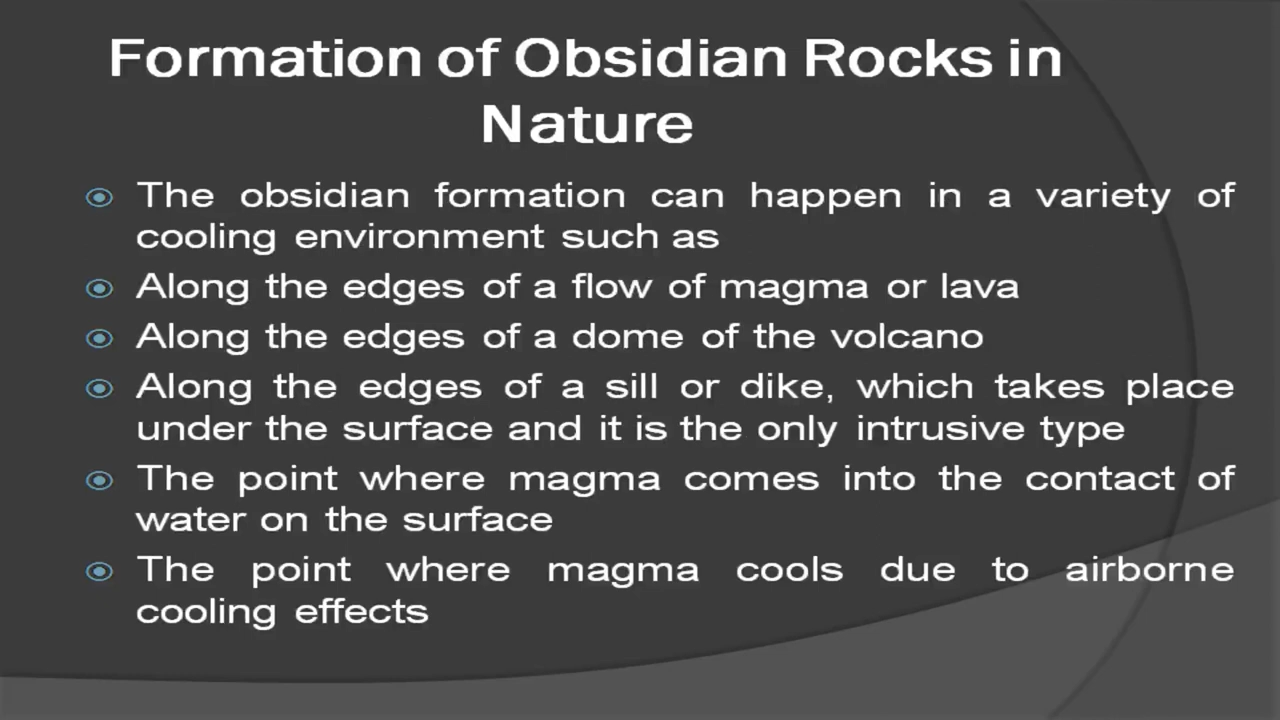 Formation of Obsidian Rocks in
Nature
The obsidian formation can happen in a variety of
cooling environment such as
Along the edges of a flow of magma or lava
Along the edges of a dome of the volcano
Along the edges of a sill or dike, which takes place
under the surface and it is the only intrusive type
The point where magma comes into the contact of
water on the surface
The point where magma cools due to airborne
cooling effects